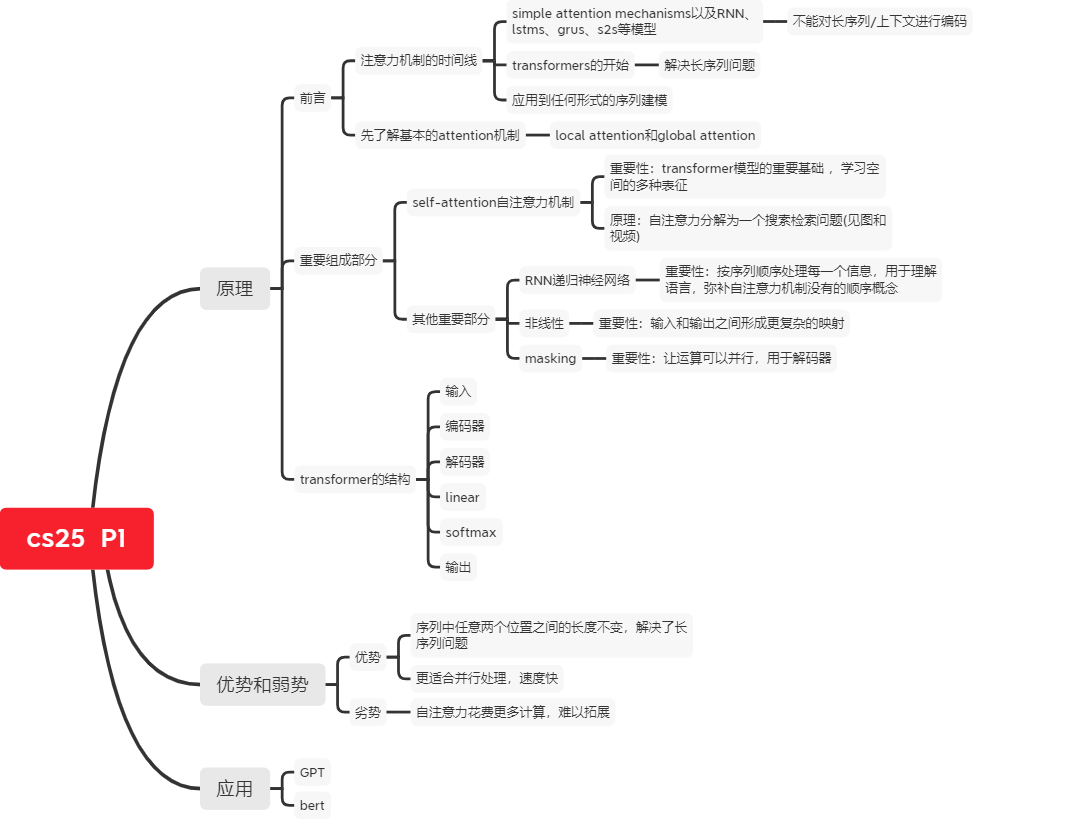 cs25 P1
原理
前言
注意力机制的时间线
simple attention mechanisms以及RNN、
lstms、grus、s2s等模型
不能对长序列/上下文进行编码
transformers的开始
解决长序列问题
应用到任何形式的序列建模
先了解基本的attention机制
local attention和global attention
重要组成部分
self-attention自注意力机制
重要性：transformer模型的重要基础 ，学习空
间的多种表征
原理：自注意力分解为一个搜素检索问题(见图和
视频)
其他重要部分
RNN递归神经网络
重要性：按序列顺序处理每一个信息，用于理解
语言，弥补自注意力机制没有的顺序概念
非线性
重要性：输入和输出之间形成更复杂的映射
masking
重要性：让运算可以并行，用于解码器
transformer的结构
输入
编码器
解码器
linear
softmax
输出
优势和弱势
优势
序列中任意两个位置之间的长度不变，解决了长
序列问题
更适合并行处理，速度快
劣势
自注意力花费更多计算，难以拓展
应用
GPT
bert